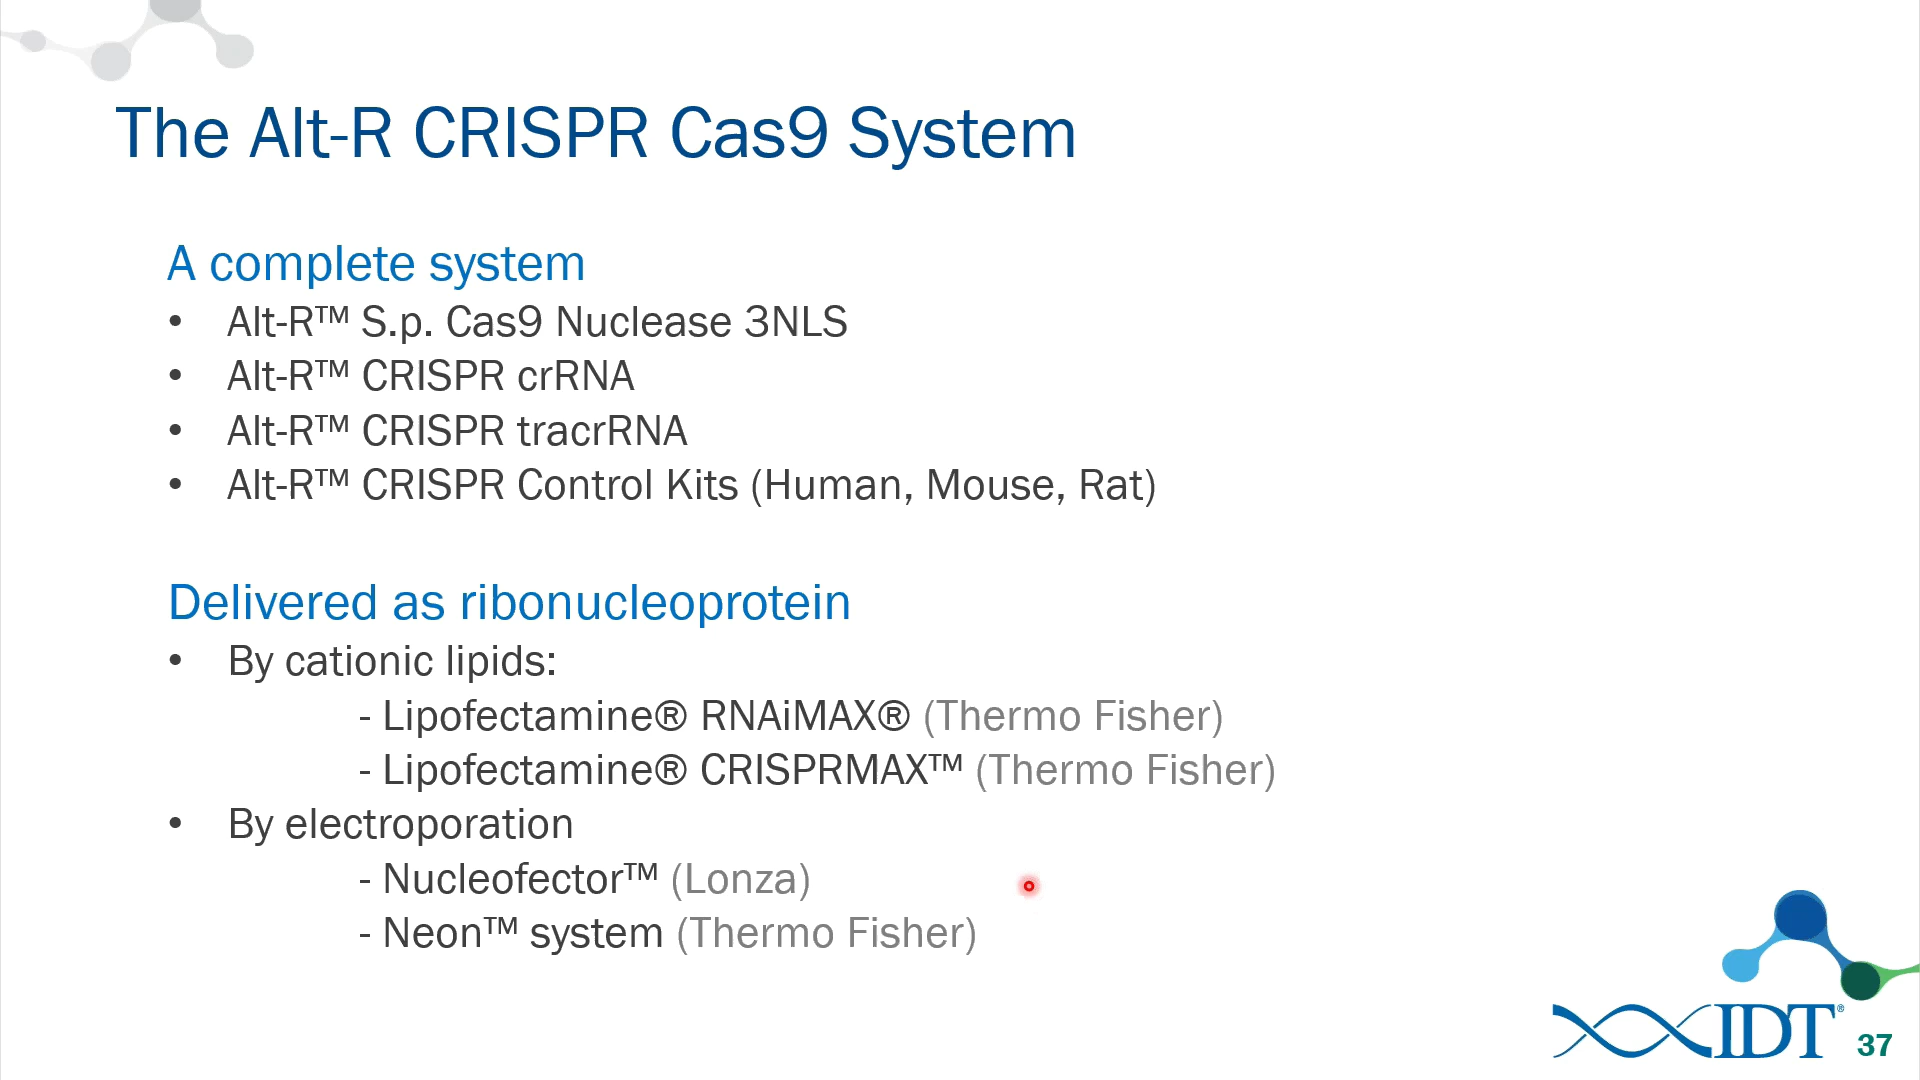 The Alt-R CRISPR Cas9 System
A complete system
• Alt-R™ S.p. Cas9 Nuclease 3NLS
• Alt-R™ CRISPR crRNA
• Alt-R™ CRISPR tracrRNA
• Alt-R™ CRISPR Control Kits (Human, Mouse, Rat)
Delivered as ribonucleoprotein
• By cationic lipids:
- Lipofectamine® RNAiMAX® (Thermo Fisher)
- Lipofectamine® CRISPRMAX™ (Thermo Fisher)
• By electroporation
- Nucleofector™ (Lonza)
- Neon™ system (Thermo Fisher)
IDT®
37